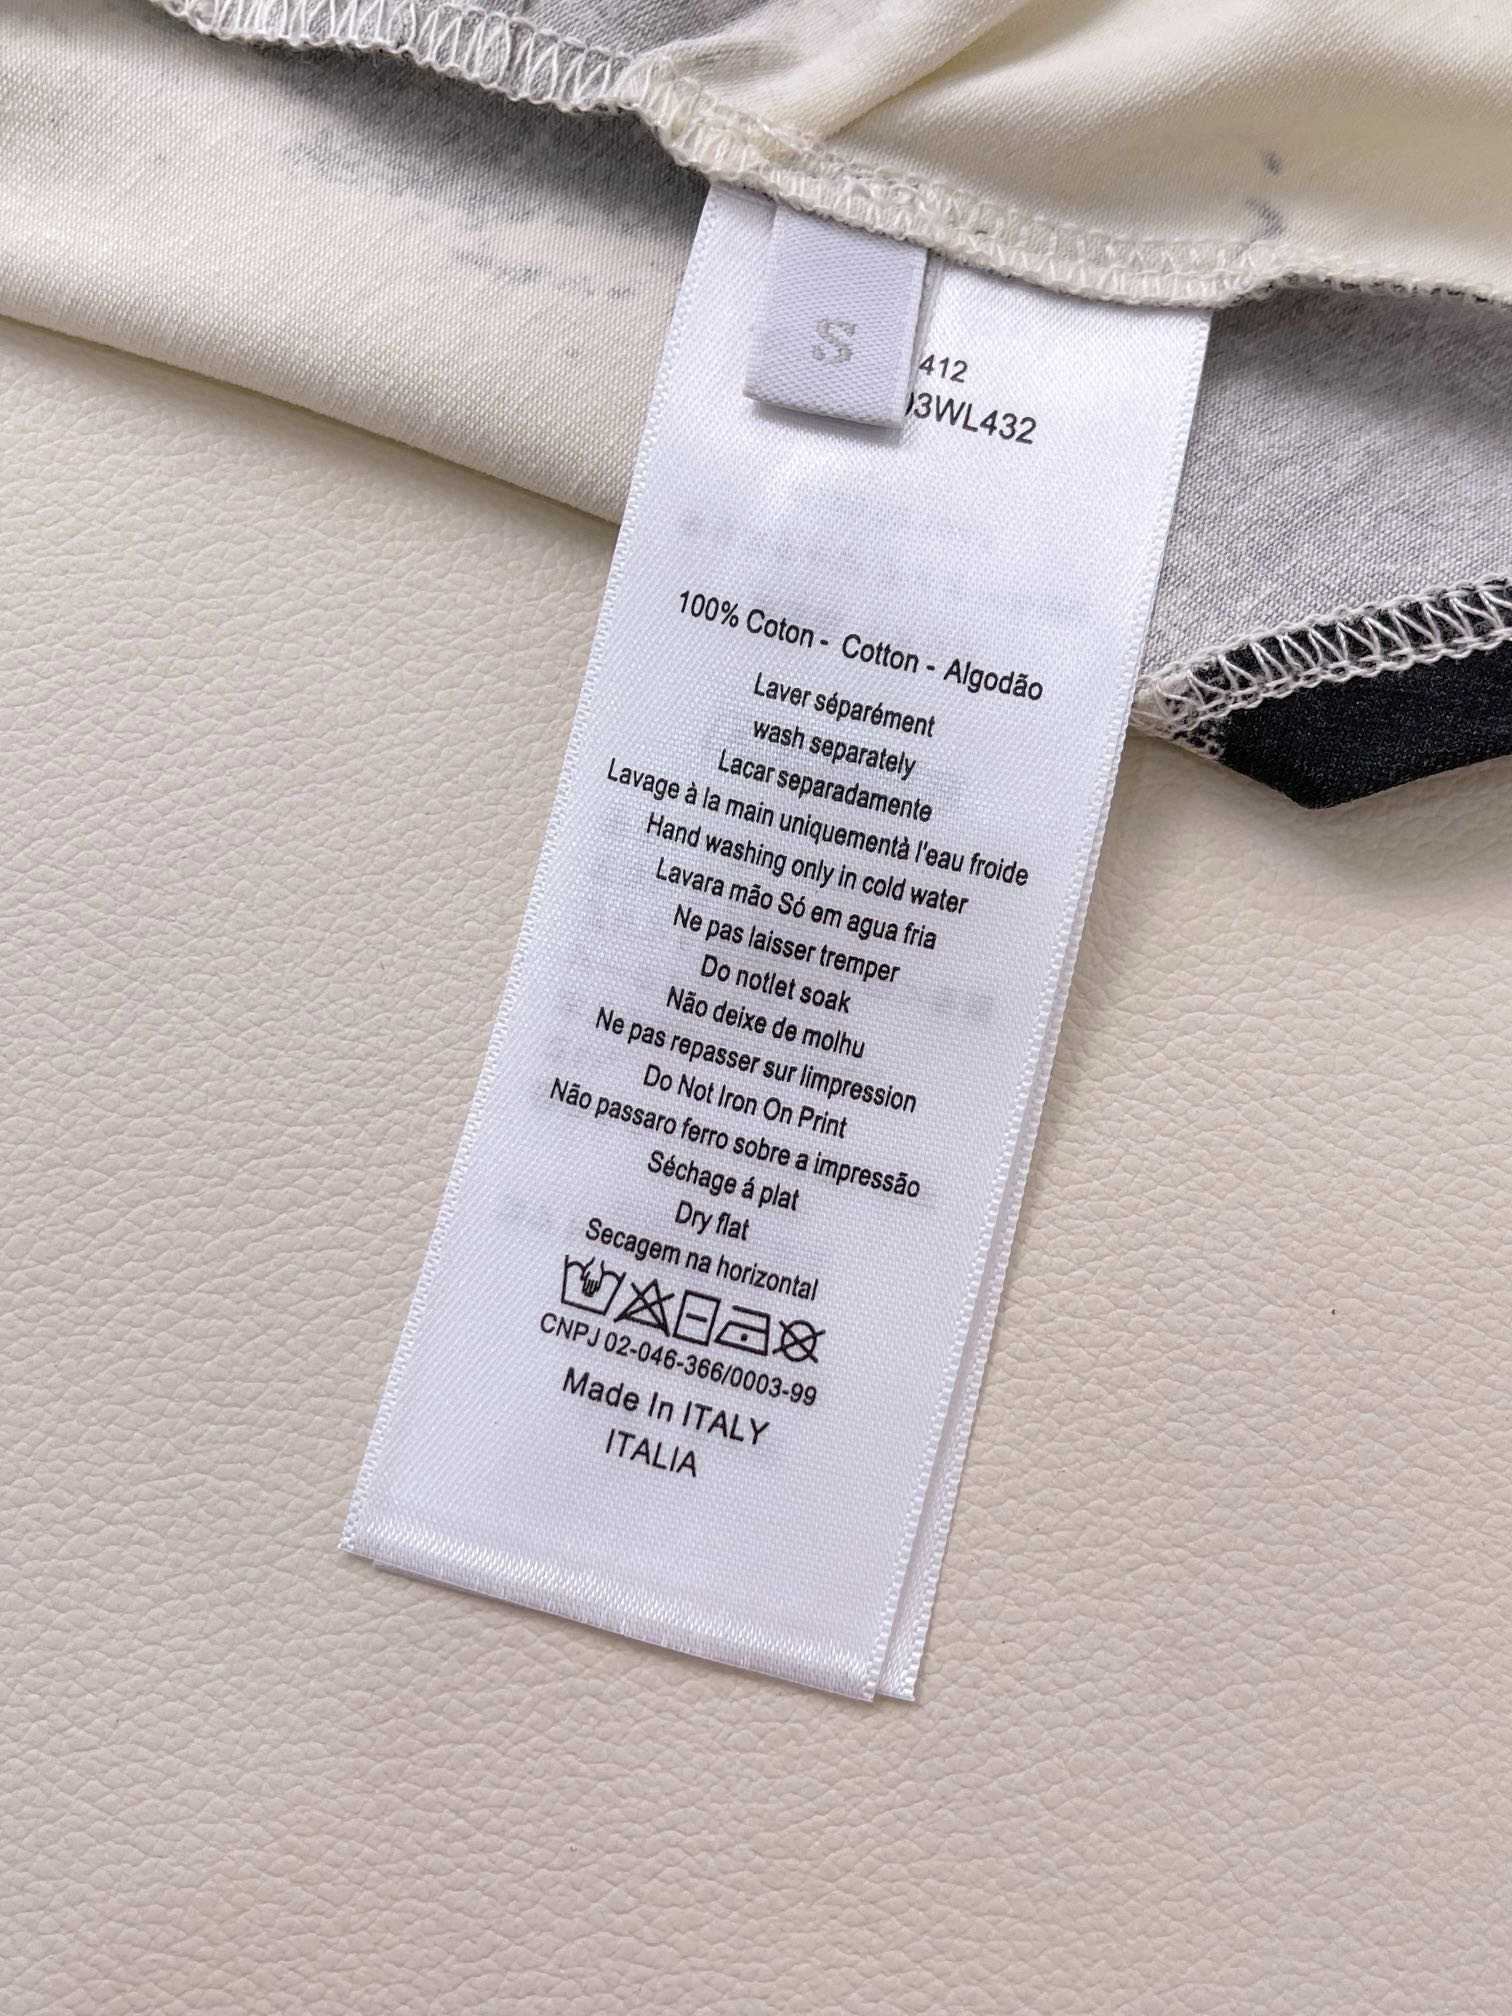 S
412
3WL432
100% Coton - Cotton - Algodão
Laver séparément
wash separately
Lacar separadamente
Lavage à la main uniquementà l'eau froide
Hand washing only in cold water
Lavara mão Só em agua fria
Ne pas laisser tremper
Do notlet soak
Não deixe de molhu
Ne pas repasser sur limpression
Do Not Iron On Print
Não passaro ferro sobre a impressão
Séchage á plat
Dry flat
Secagem na horizontal
CNPJ 02-046-366/0003-99
Made In ITALY
ITALIA